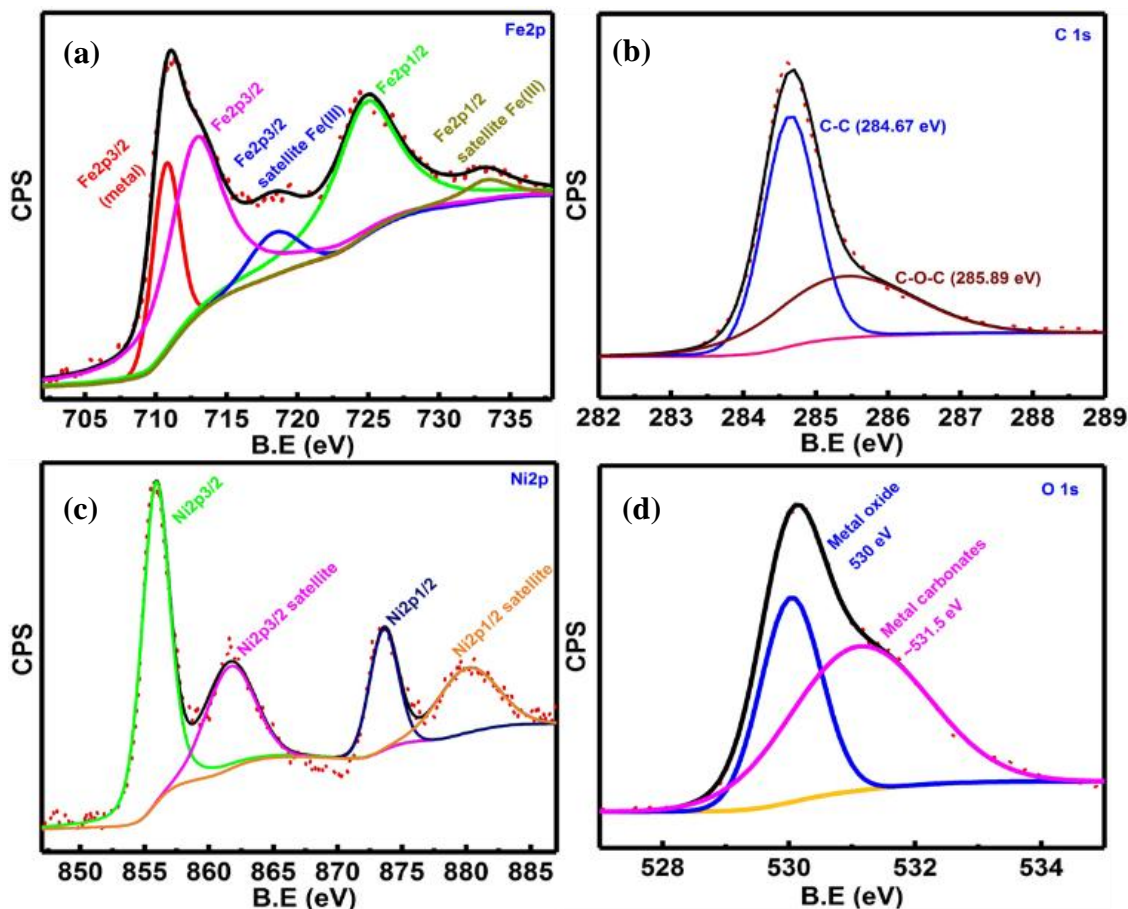 (a)
Fe2p
Fe2p3/2
(metal)
Fe2p3/2
Fe2p3/2
satellite Fe(III)
Fe2p1/2
Fe2p1/2
satellite Fe(III)
CPS
705 710 715 720 725 730 735
B.E (eV)
(b)
C 1s
C-C (284.67 eV)
C-O-C (285.89 eV)
CPS
282 283 284 285 286 287 288 289
B.E (eV)
(c)
Ni2p
Ni2p3/2
Ni2p3/2 satellite
Ni2p1/2
Ni2p1/2 satellite
CPS
850 855 860 865 870 875 880 885
B.E (eV)
(d)
O 1s
Metal oxide
530 eV
Metal carbonates
~531.5 eV
CPS
528 530 532 534
B.E (eV)